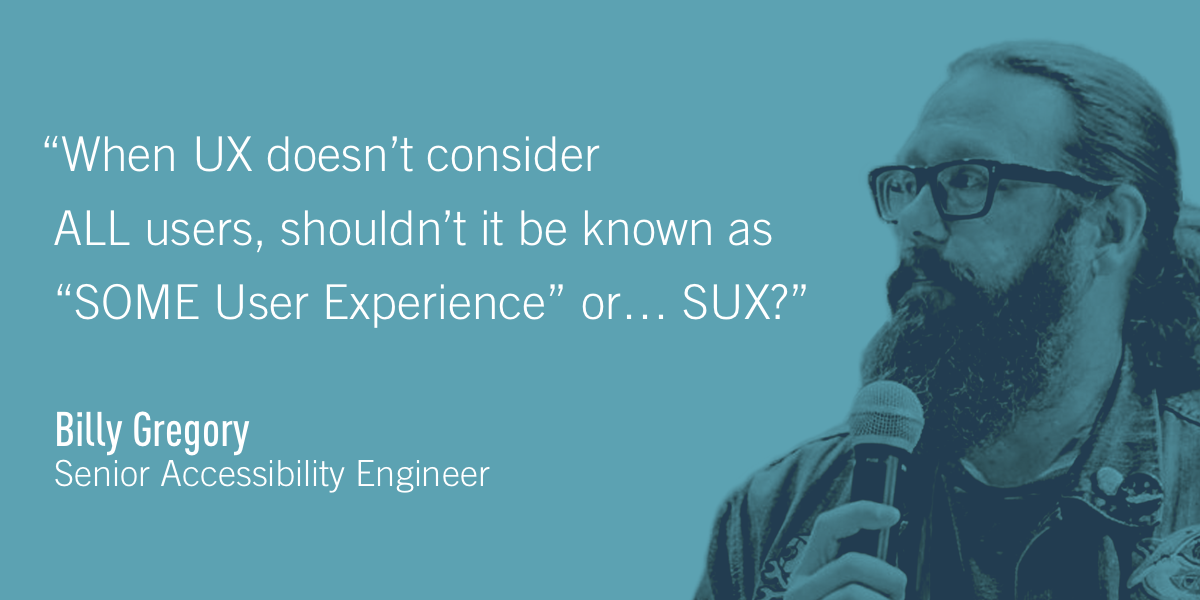 “When UX doesn’t consider
ALL users, shouldn’t it be known as
“SOME User Experience” or... SUX?”
Billy Gregory
Senior Accessibility Engineer